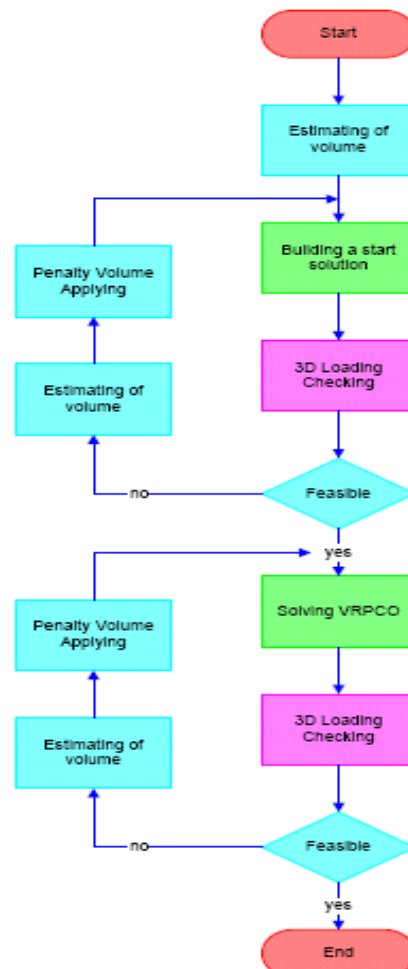 Start
Estimating of
volume
Building a start
solution
Penalty Volume
Applying
3D Loading
Checking
Estimating of
volume
no
Feasible
yes
Solving VRPCO
Penalty Volume
Applying
3D Loading
Checking
Estimating of
volume
no
Feasible
yes
End